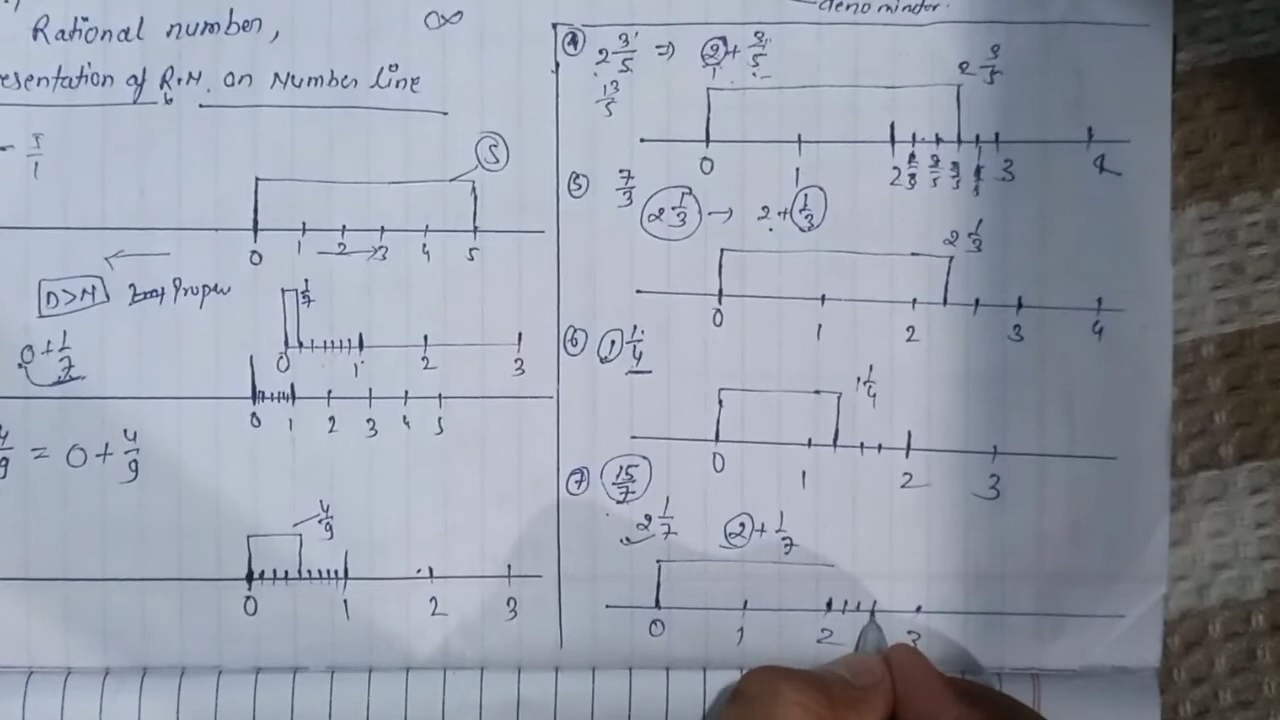 Rational number, ∞
esentation of R.N. on Number line
- 5/1
5
0 1 2 3 4 5
D>N Proper
1/7
0 + 1/7
0 1 2 3
0 1 2 3 4 5
4/9 = 0 + 4/9
4/9
0 1 2 3
denominator.
④ 2 3/5 ⇒ 2/1 + 3/5
13/5
2 3/5
0 1 2 3 4
⑤ 7/3
2 1/3 → 2 + 1/3
2 1/3
0 1 2 3 4
⑥ 1 1/4
1 1/4
0 1 2 3
⑦ 15/7
2 1/7 2 + 1/7
0 1 2 3